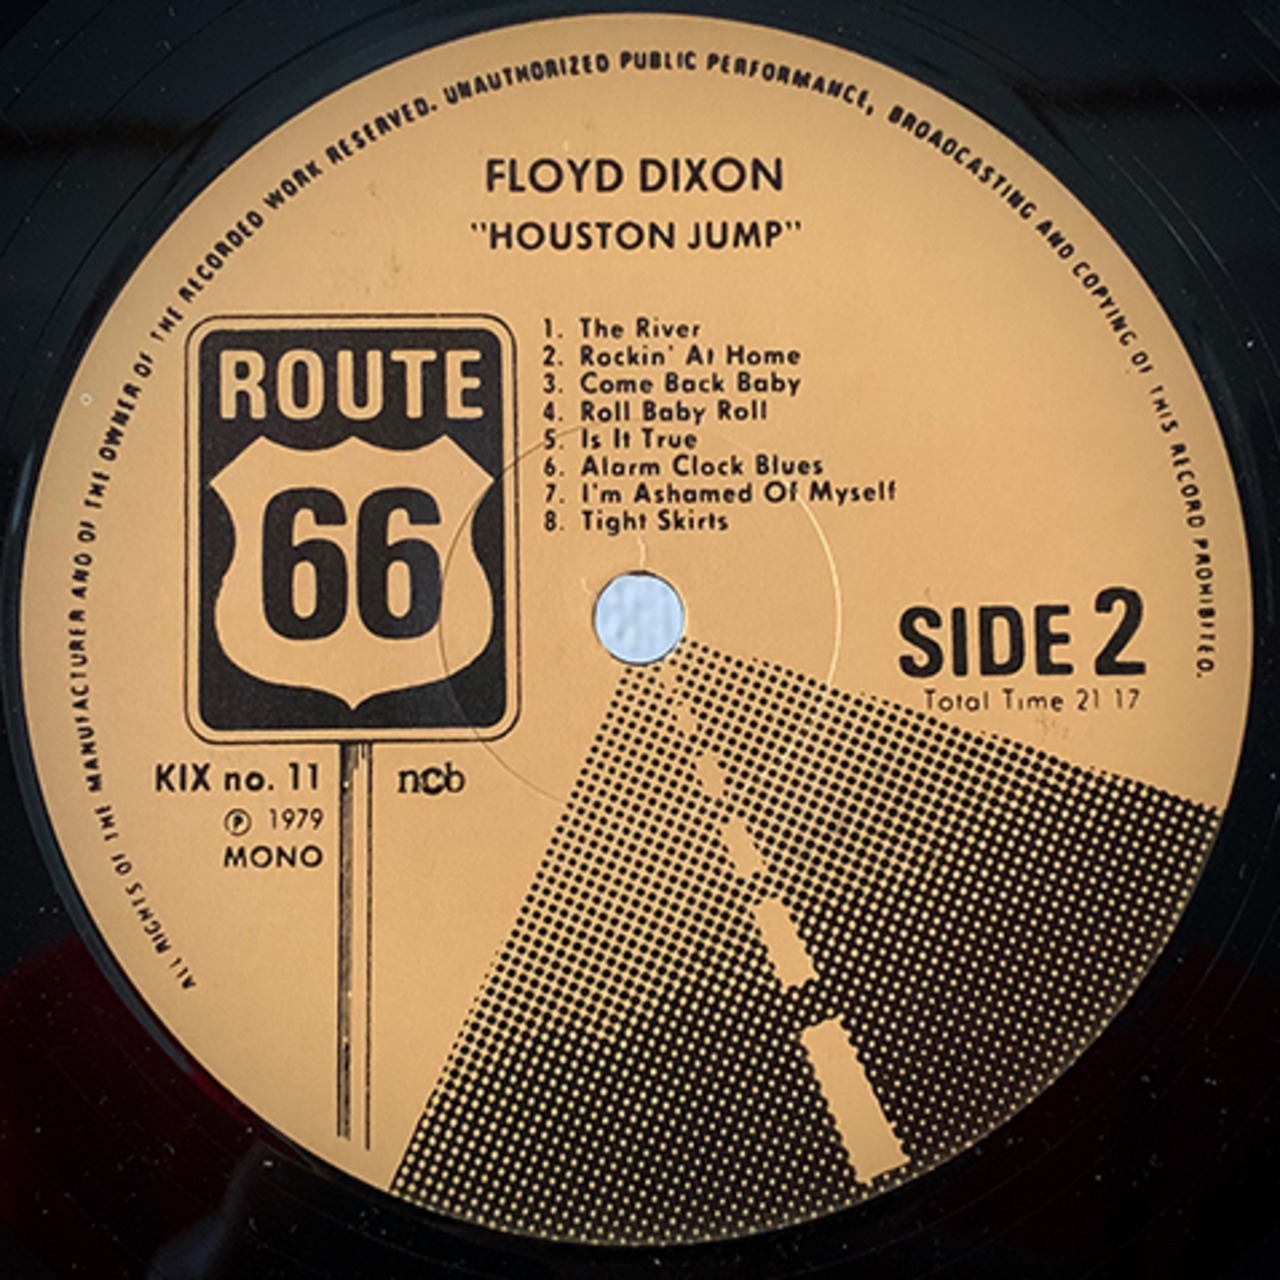 ALL RIGHTS OF THE MANUFACTURER AND OF THE OWNER OF THE RECORDED WORK RESERVED. UNAUTHORIZED PUBLIC PERFORMANCE, BROADCASTING AND COPYING OF THIS RECORD PROHIBITED.
FLOYD DIXON
"HOUSTON JUMP"
ROUTE
66
1. The River
2. Rockin' At Home
3. Come Back Baby
4. Roll Baby Roll
5. Is It True
6. Alarm Clock Blues
7. I'm Ashamed Of Myself
8. Tight Skirts
SIDE 2
Total Time 21 17
KIX no. 11 ncb
℗ 1979
MONO